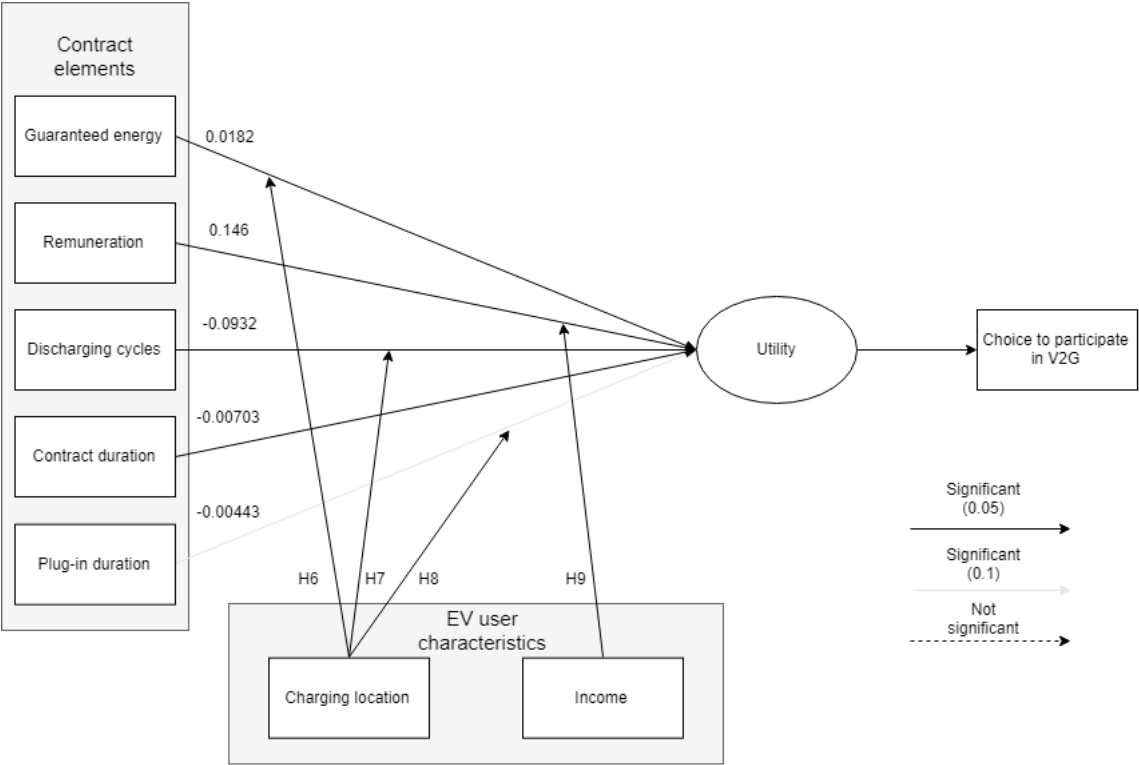 Contract
elements
Guaranteed energy
0.0182
Remuneration
0.146
Discharging cycles
-0.0932
Contract duration
-0.00703
Plug-in duration
-0.00443
Utility
Choice to participate
in V2G
Significant
(0.05)
Significant
(0.1)
Not
significant
H6
H7
H8
H9
EV user
characteristics
Charging location
Income